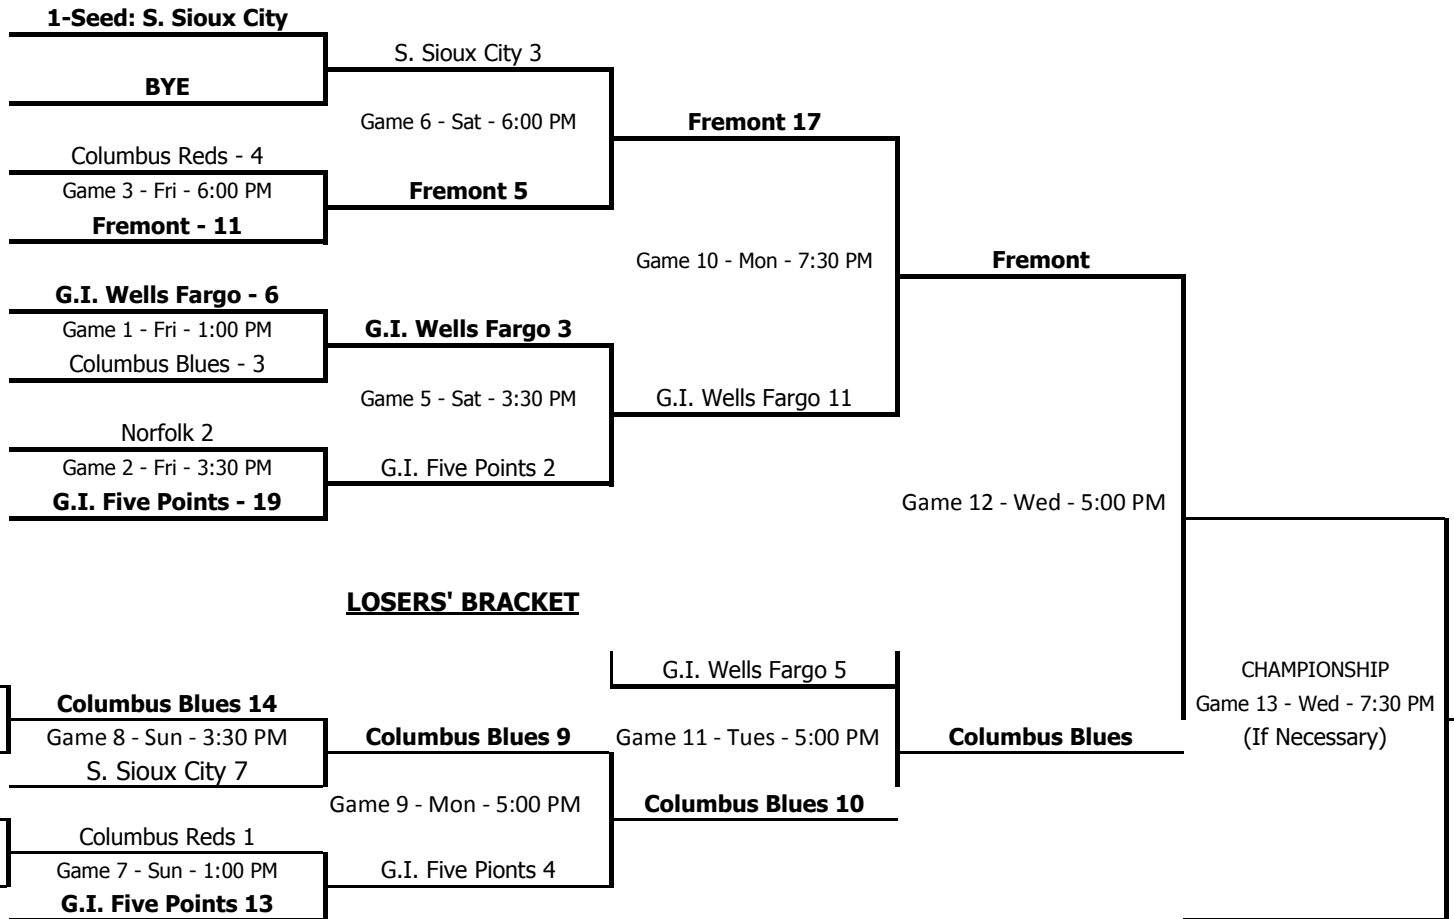 1-Seed: S. Sioux City
S. Sioux City 3
BYE
Game 6 - Sat - 6:00 PM
Fremont 17
Columbus Reds - 4
Game 3 - Fri - 6:00 PM
Fremont 5
Fremont - 11
Game 10 - Mon - 7:30 PM
Fremont
G.I. Wells Fargo - 6
Game 1 - Fri - 1:00 PM
G.I. Wells Fargo 3
Columbus Blues - 3
Game 5 - Sat - 3:30 PM
G.I. Wells Fargo 11
Norfolk 2
Game 2 - Fri - 3:30 PM
G.I. Five Points 2
G.I. Five Points - 19
Game 12 - Wed - 5:00 PM
LOSERS' BRACKET
G.I. Wells Fargo 5
CHAMPIONSHIP
Columbus Blues 14
Game 13 - Wed - 7:30 PM
Game 8 - Sun - 3:30 PM
Columbus Blues 9
Game 11 - Tues - 5:00 PM
Columbus Blues
(If Necessary)
S. Sioux City 7
Game 9 - Mon - 5:00 PM
Columbus Blues 10
Columbus Reds 1
Game 7 - Sun - 1:00 PM
G.I. Five Pionts 4
G.I. Five Points 13